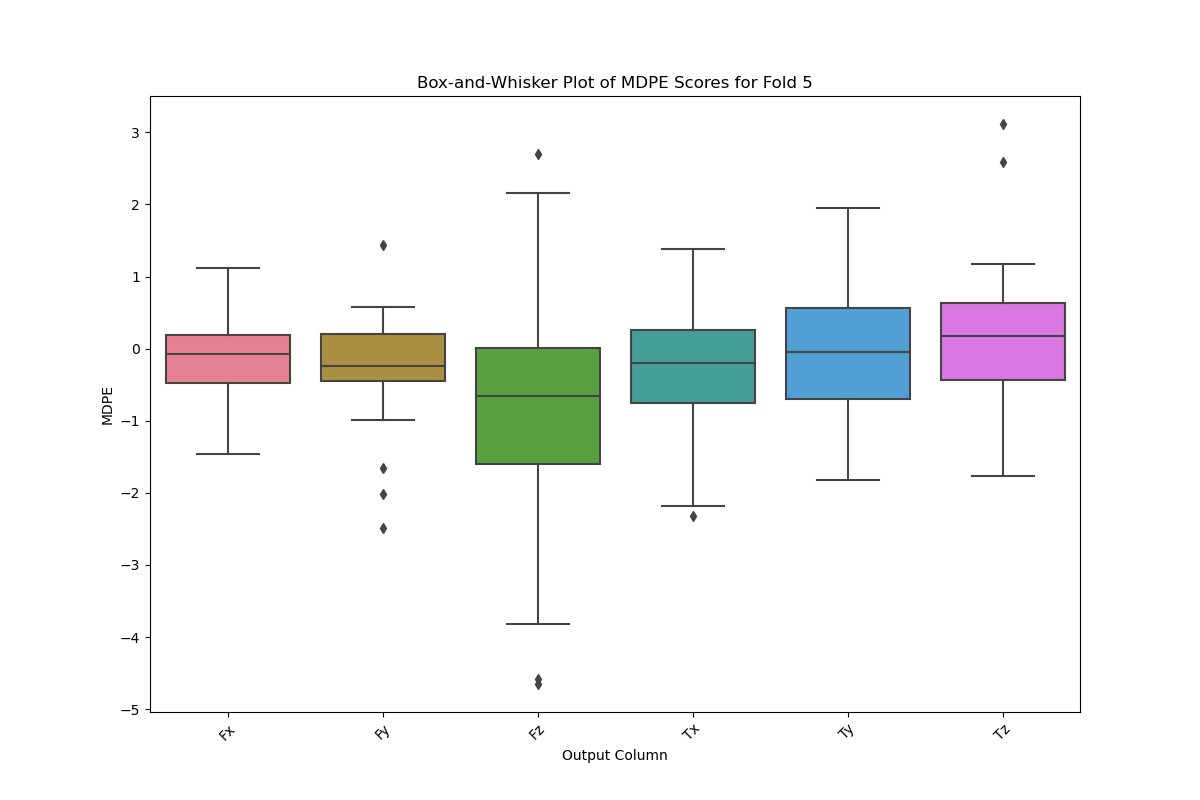 Box-and-Whisker Plot of MDPE Scores for Fold 5
MDPE
3
2
1
0
−1
−2
−3
−4
−5
Fx
Fy
Fz
Tx
Ty
Tz
Output Column